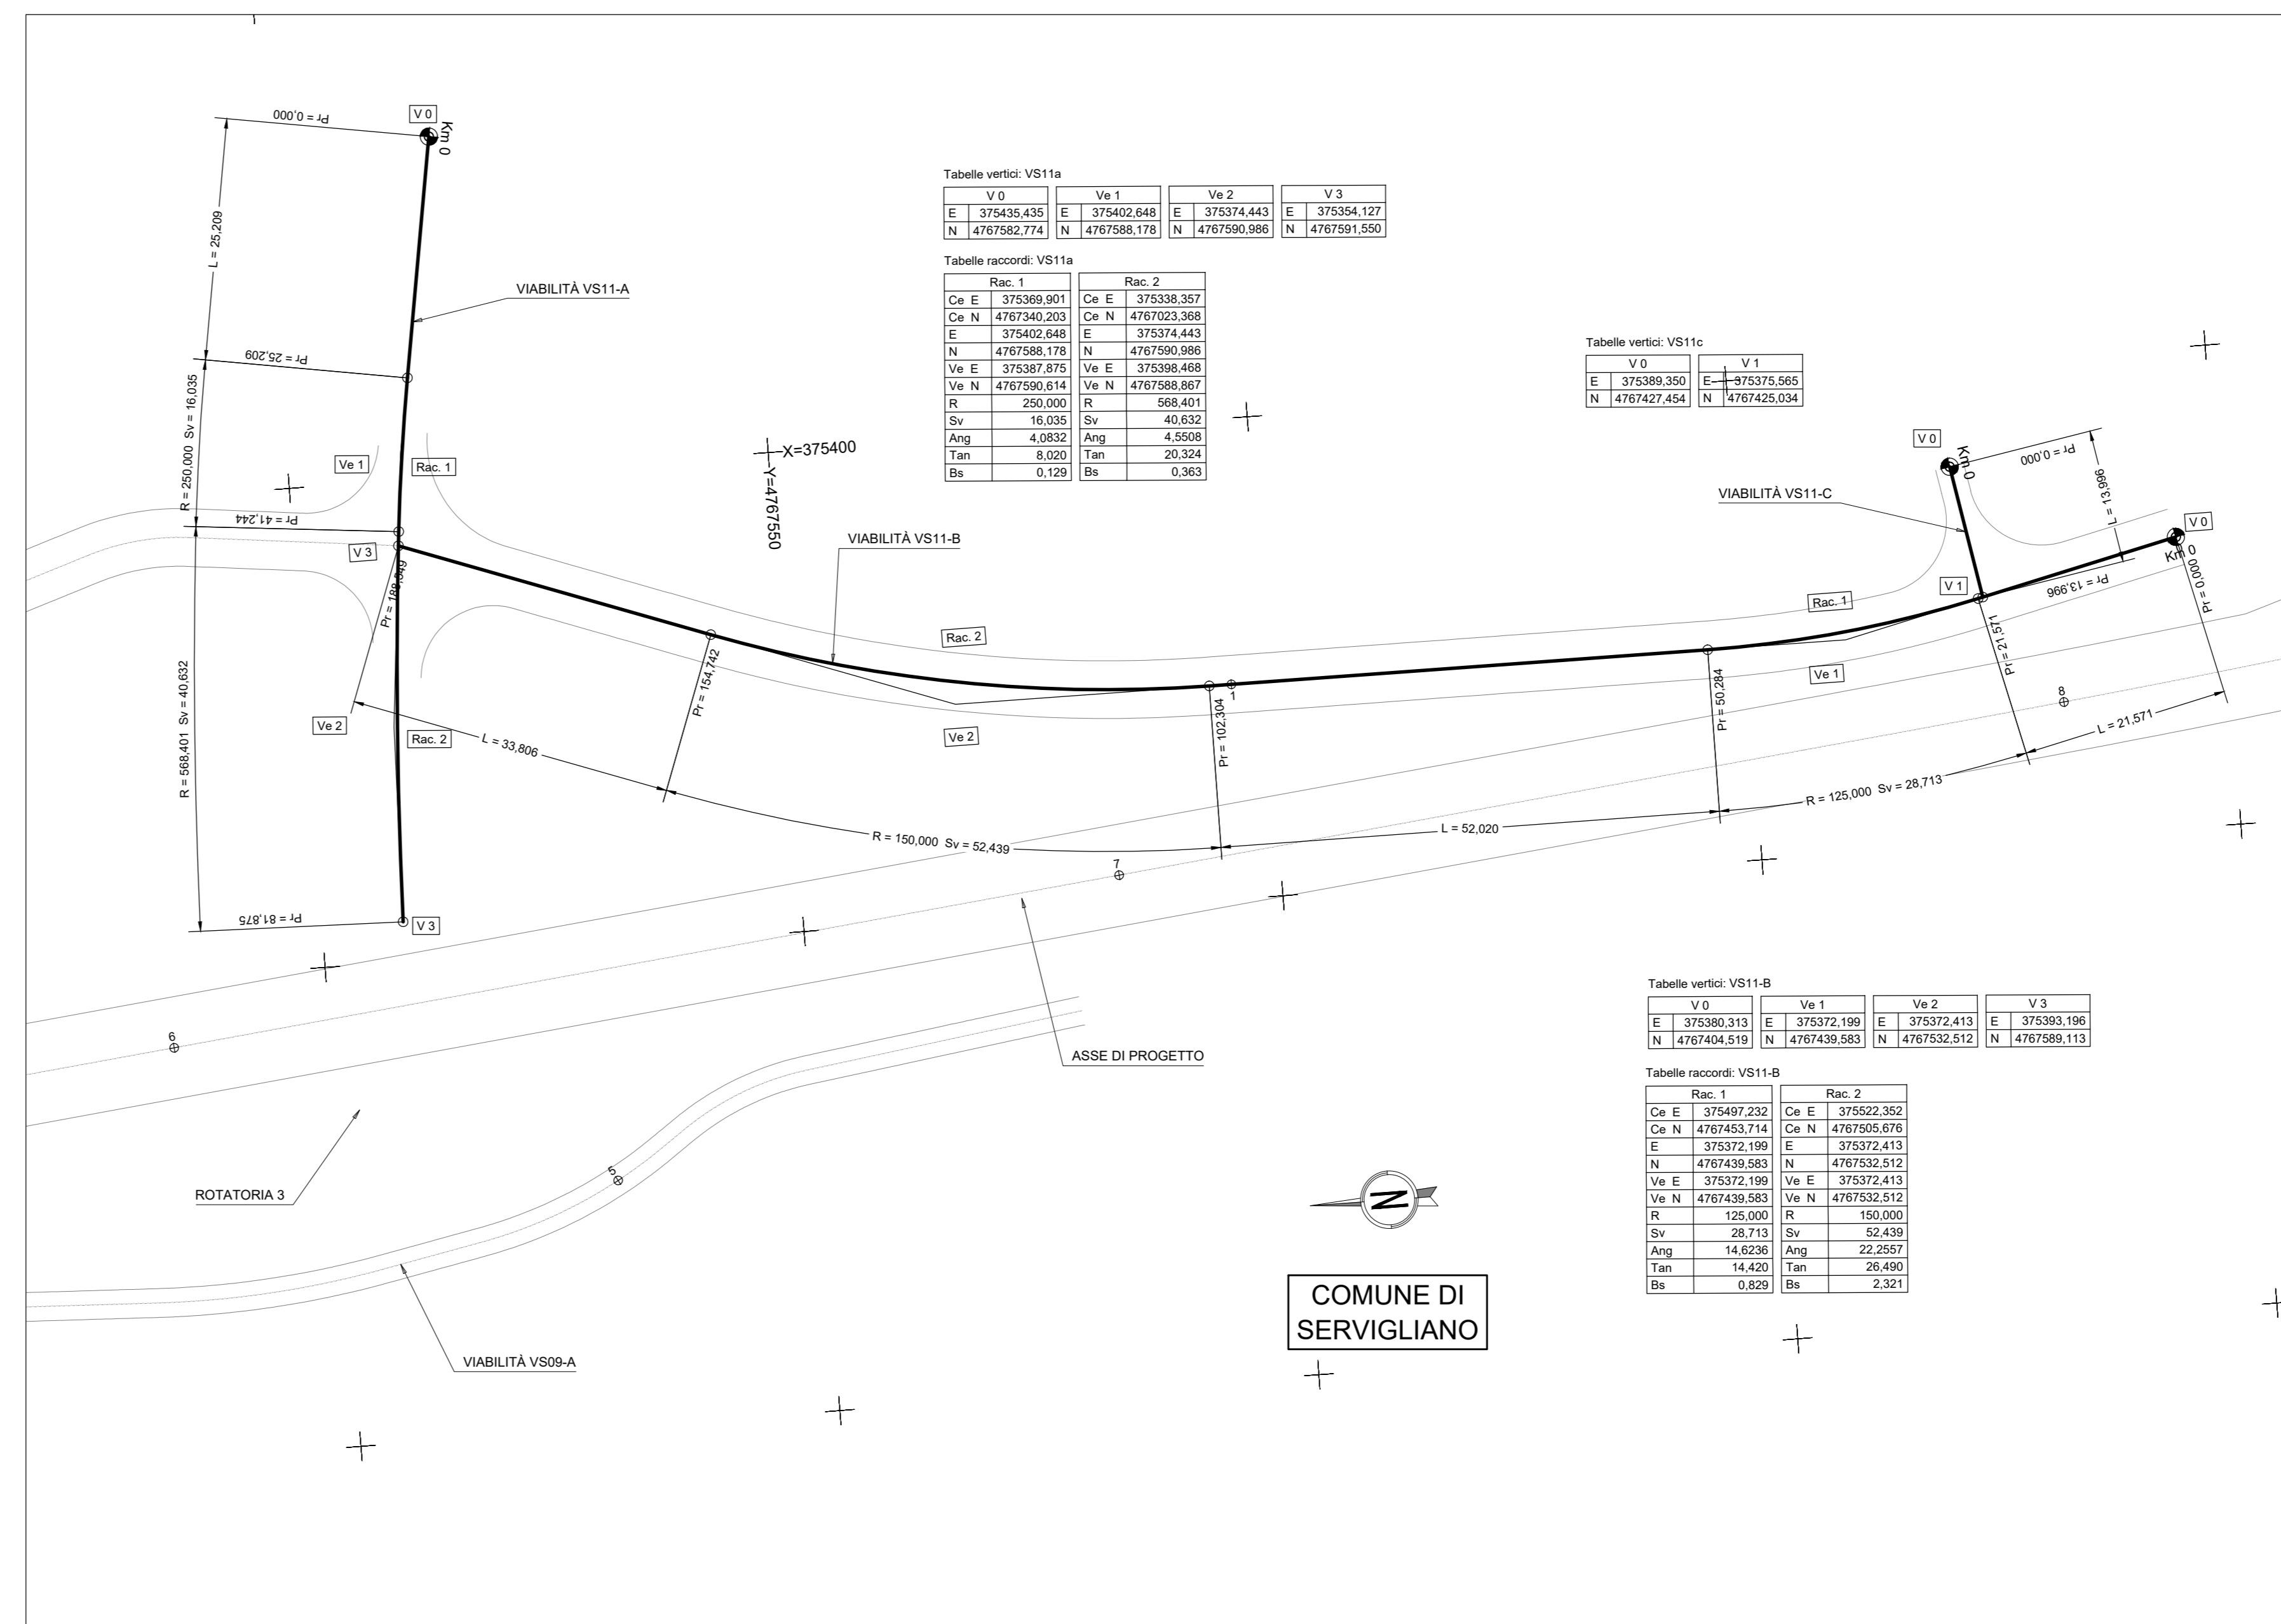 V 0
Km 0
Pr = 0,000
L = 25,209
VIABILITÀ VS11-A
Pr = 25,209
R = 250,000 Sv = 16,035
Ve 1
Rac. 1
Pr = 41,244
V 3
Pr = 188,549
R = 568,401 Sv = 40,632
Ve 2
Rac. 2
Pr = 81,875
V 3
X=375400
Y=4767550
VIABILITÀ VS11-B
L = 33,806
Pr = 154,742
Rac. 2
Ve 2
R = 150,000 Sv = 52,439
Pr = 102,304
1
L = 52,020
Pr = 50,284
Rac. 1
Ve 1
R = 125,000 Sv = 28,713
Pr = 21,571
L = 21,571
Pr = 0,000
V 0
Km 0
VIABILITÀ VS11-C
V 0
Km 0
Pr = 0,000
L = 13,996
Pr = 13,996
V 1
Tabelle vertici: VS11a
V 0 Ve 1 Ve 2 V 3
E 375435,435 E 375402,648 E 375374,443 E 375354,127
N 4767582,774 N 4767588,178 N 4767590,986 N 4767591,550
Tabelle raccordi: VS11a
Rac. 1 Rac. 2
Ce E 375369,901 Ce E 375338,357
Ce N 4767340,203 Ce N 4767023,368
E 375402,648 E 375374,443
N 4767588,178 N 4767590,986
Ve E 375387,875 Ve E 375398,468
Ve N 4767590,614 Ve N 4767588,867
R 250,000 R 568,401
Sv 16,035 Sv 40,632
Ang 4,0832 Ang 4,5508
Tan 8,020 Tan 20,324
Bs 0,129 Bs 0,363
Tabelle vertici: VS11c
V 0 V 1
E 375389,350 E 375375,565
N 4767427,454 N 4767425,034
8
7
6
5
ASSE DI PROGETTO
ROTATORIA 3
VIABILITÀ VS09-A
Tabelle vertici: VS11-B
V 0 Ve 1 Ve 2 V 3
E 375380,313 E 375372,199 E 375372,413 E 375393,196
N 4767404,519 N 4767439,583 N 4767532,512 N 4767589,113
Tabelle raccordi: VS11-B
Rac. 1 Rac. 2
Ce E 375497,232 Ce E 375522,352
Ce N 4767453,714 Ce N 4767505,676
E 375372,199 E 375372,413
N 4767439,583 N 4767532,512
Ve E 375372,199 Ve E 375372,413
Ve N 4767439,583 Ve N 4767532,512
R 125,000 R 150,000
Sv 28,713 Sv 52,439
Ang 14,6236 Ang 22,2557
Tan 14,420 Tan 26,490
Bs 0,829 Bs 2,321
N
COMUNE DI
SERVIGLIANO